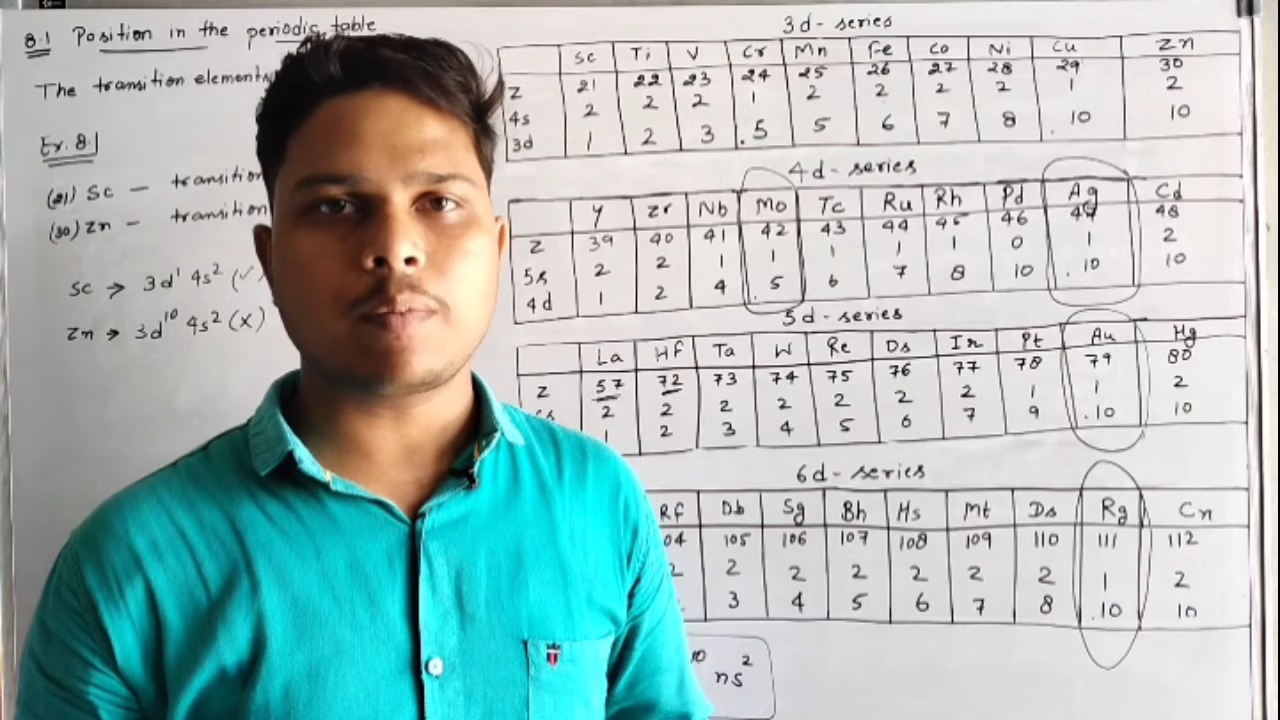 8.1 Position in the periodic table
The transition elements
Ex. 8.1
(21) Sc — transition
(30) Zn — transition
Sc → 3d¹ 4s² (✓)
Zn → 3d¹⁰ 4s² (X)
3d - series
Sc Ti V Cr Mn Fe Co Ni Cu Zn
Z 21 22 23 24 25 26 27 28 29 30
4s 2 2 2 1 2 2 2 2 1 2
3d 1 2 3 .5 5 6 7 8 .10 10
4d - series
Y Zr Nb Mo Tc Ru Rh Pd Ag Cd
Z 39 40 41 42 43 44 45 46 47 48
5s 2 2 1 1 1 1 1 0 1 2
4d 1 2 4 .5 6 7 8 10 .10 10
5d - series
La Hf Ta W Re Os Ir Pt Au Hg
Z 57 72 73 74 75 76 77 78 79 80
2 2 2 2 2 2 2 1 1 2
1 2 3 4 5 6 7 9 .10 10
6d - series
Rf Db Sg Bh Hs Mt Ds Rg Cn
04 105 106 107 108 109 110 111 112
2 2 2 2 2 2 2 1 2
3 4 5 6 7 8 .10 10
10 ns²